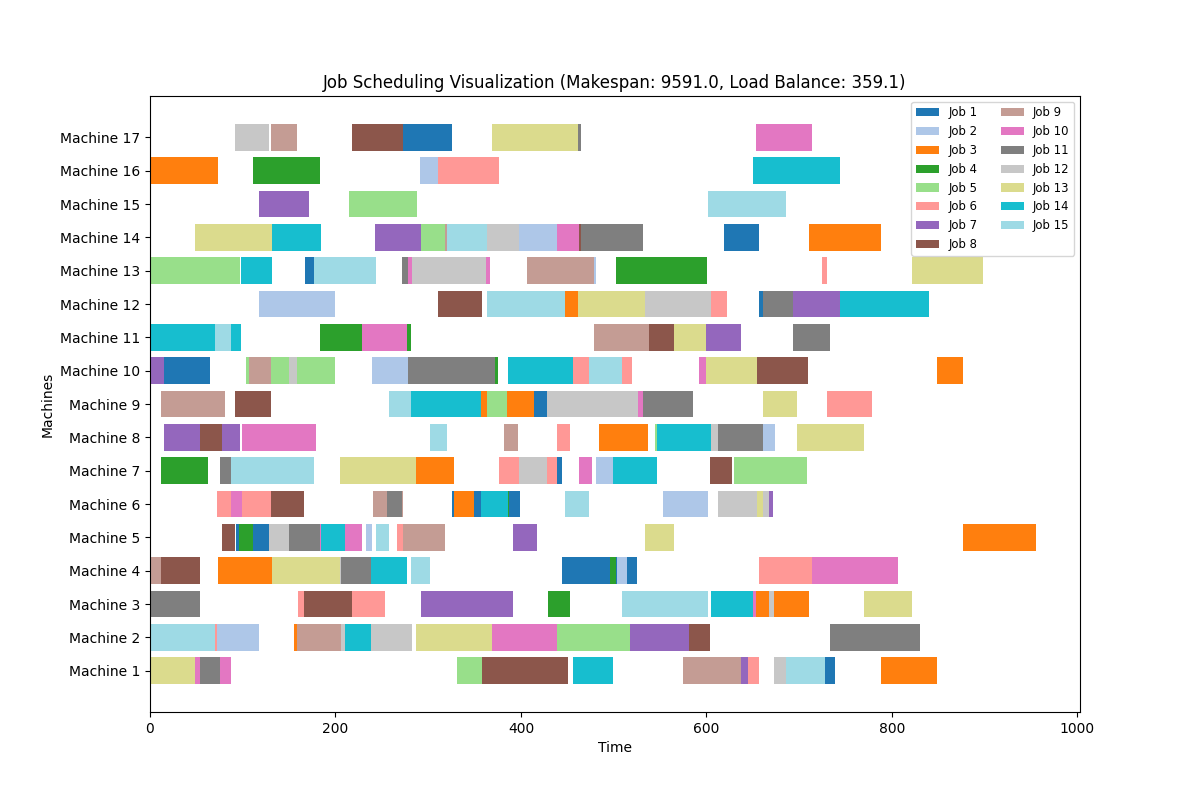 Job Scheduling Visualization (Makespan: 9591.0, Load Balance: 359.1)
Job 1
Job 2
Job 3
Job 4
Job 5
Job 6
Job 7
Job 8
Job 9
Job 10
Job 11
Job 12
Job 13
Job 14
Job 15
Machines
Machine 17
Machine 16
Machine 15
Machine 14
Machine 13
Machine 12
Machine 11
Machine 10
Machine 9
Machine 8
Machine 7
Machine 6
Machine 5
Machine 4
Machine 3
Machine 2
Machine 1
0 200 400 600 800 1000
Time